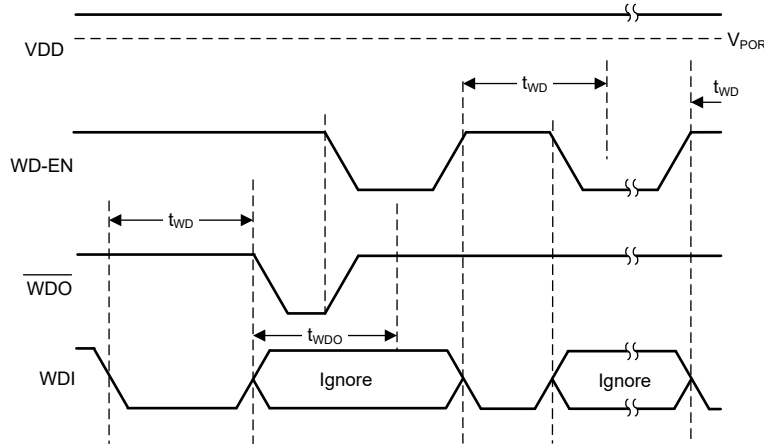 VDD
VPOR
tWD
tWD
WD-EN
tWD
WDO
tWDO
WDI
Ignore
Ignore